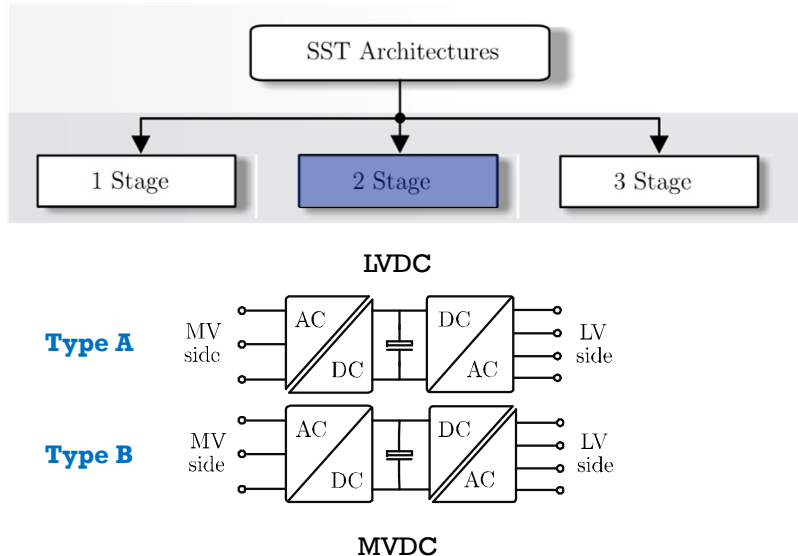 SST Architectures
1 Stage
2 Stage
3 Stage
LVDC
Type A
MV
side
AC
DC
DC
AC
LV
side
Type B
MV
side
AC
DC
DC
AC
LV
side
MVDC